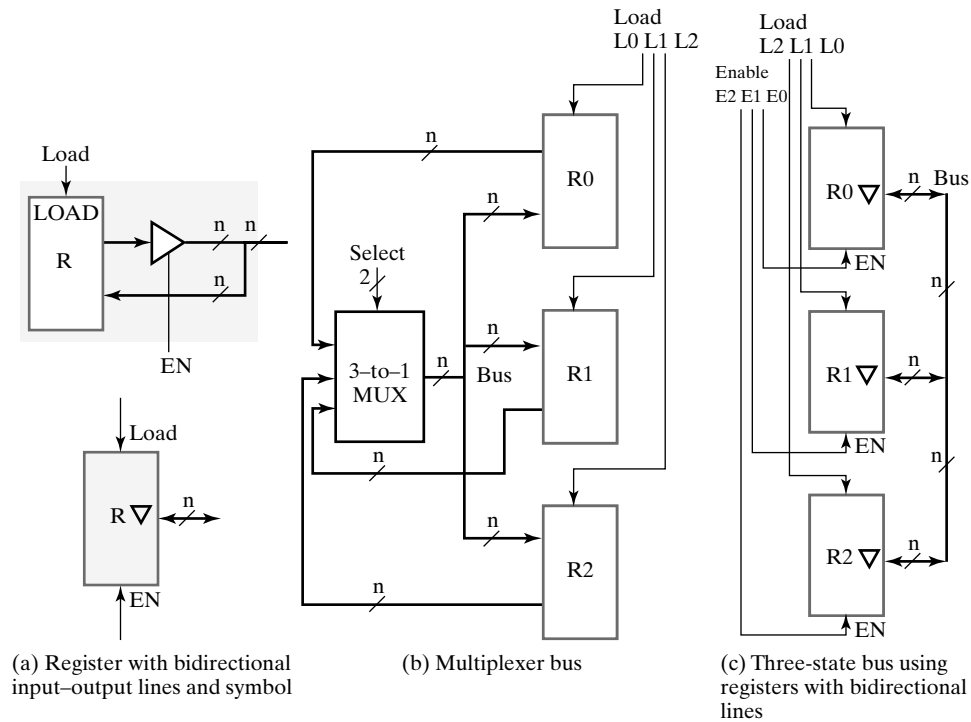 Load
LOAD
R
n
n
n
EN
Load
R
n
EN
(a) Register with bidirectional
input–output lines and symbol
Load
L0 L1 L2
n
R0
n
Select
2
3–to–1
MUX
n
n
Bus
R1
n
n
R2
n
(b) Multiplexer bus
Load
L2 L1 L0
Enable
E2 E1 E0
R0
n
Bus
EN
n
R1
n
EN
n
R2
n
EN
(c) Three-state bus using
registers with bidirectional
lines